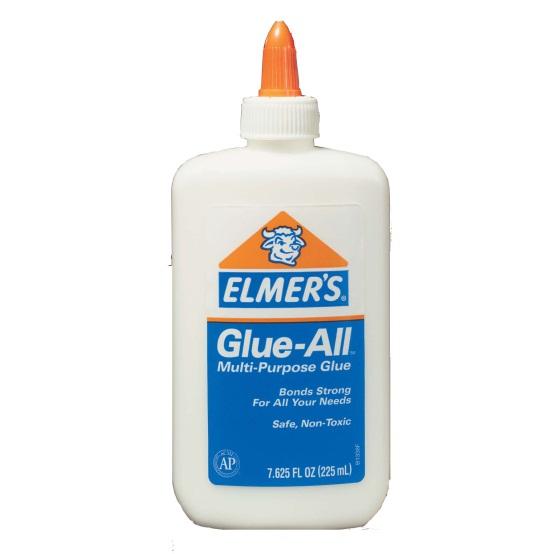 ELMER'S®
Glue-All™
Multi-Purpose Glue
Bonds Strong
For All Your Needs
Safe, Non-Toxic
AP
7.625 FL OZ (225 mL)